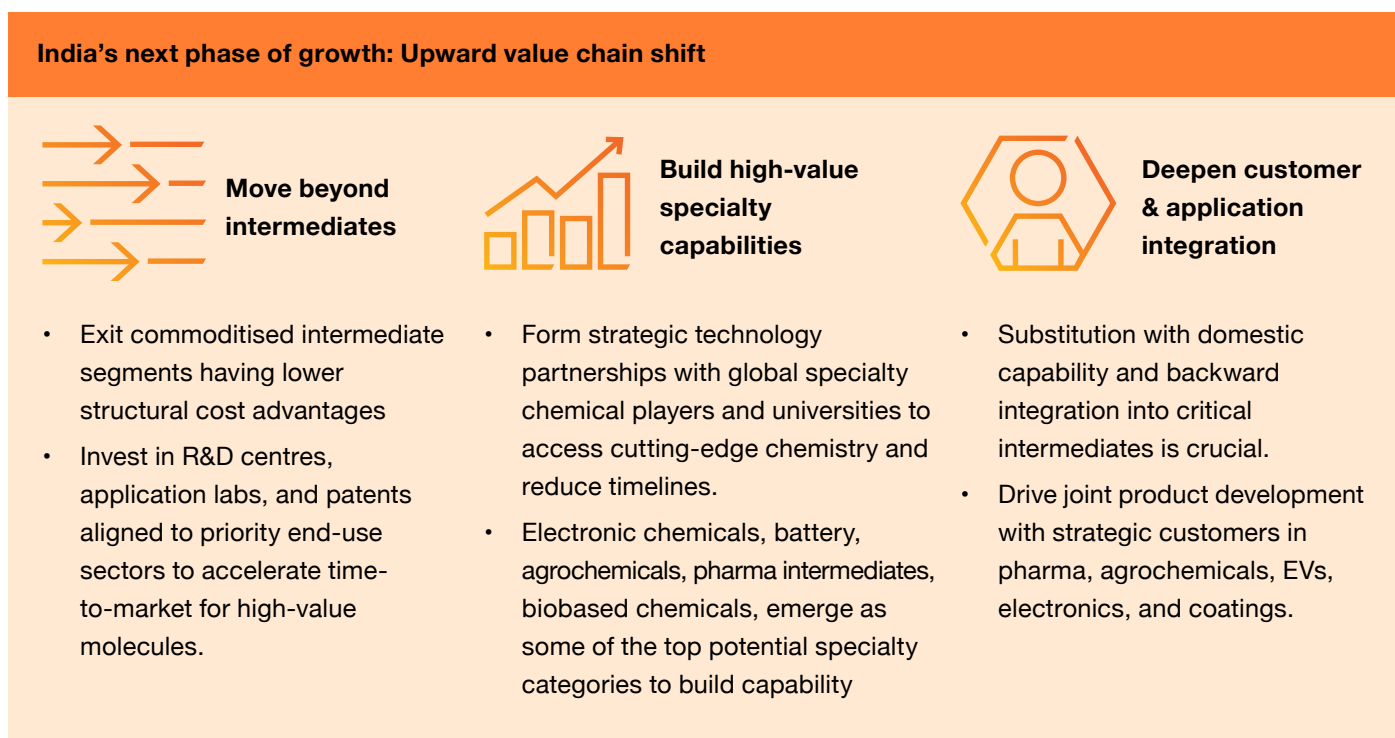 India's next phase of growth: Upward value chain shift
Move beyond
intermediates
• Exit commoditised intermediate
segments having lower
structural cost advantages
• Invest in R&D centres,
application labs, and patents
aligned to priority end-use
sectors to accelerate time-
to-market for high-value
molecules.
Build high-value
specialty
capabilities
• Form strategic technology
partnerships with global specialty
chemical players and universities to
access cutting-edge chemistry and
reduce timelines.
• Electronic chemicals, battery,
agrochemicals, pharma intermediates,
biobased chemicals, emerge as
some of the top potential specialty
categories to build capability
Deepen customer
& application
integration
• Substitution with domestic
capability and backward
integration into critical
intermediates is crucial.
• Drive joint product development
with strategic customers in
pharma, agrochemicals, EVs,
electronics, and coatings.